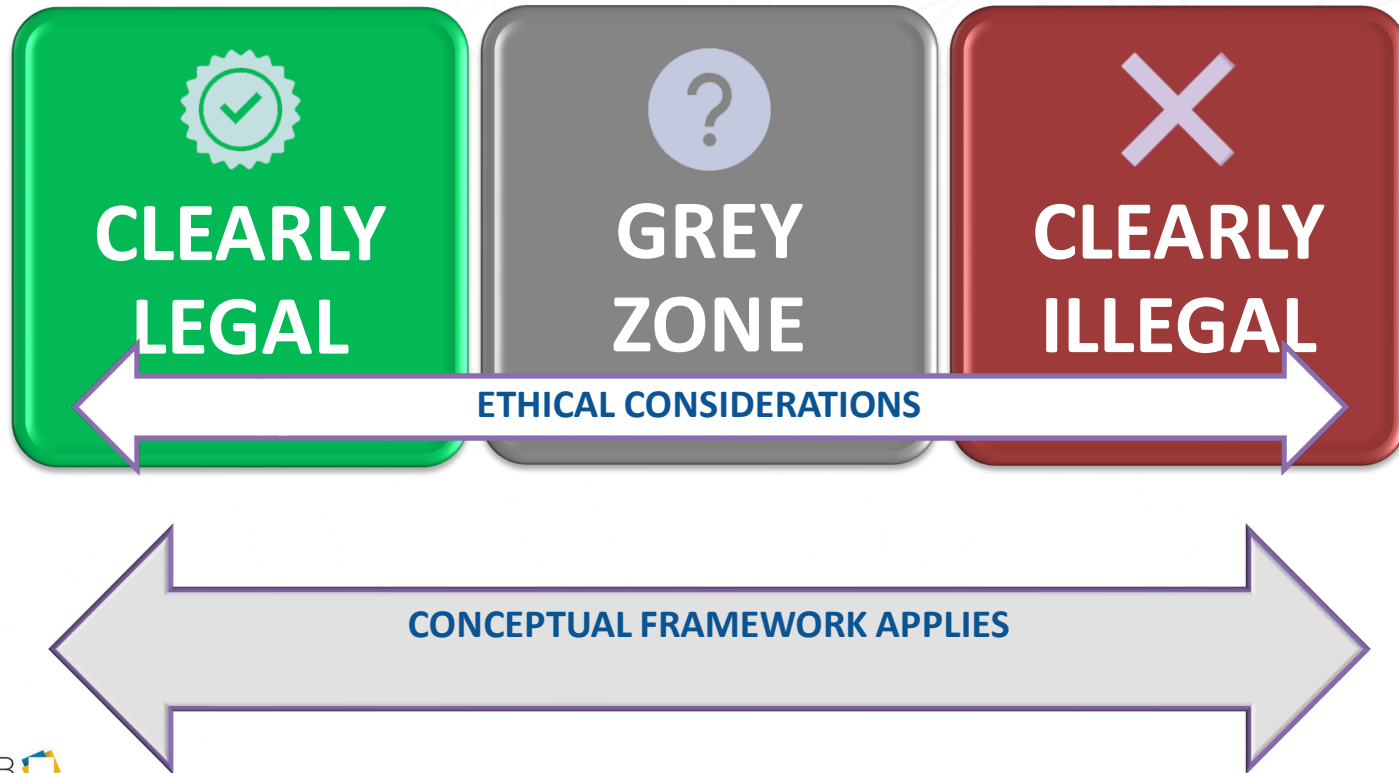 CLEARLY
LEGAL
GREY
ZONE
CLEARLY
ILLEGAL
ETHICAL CONSIDERATIONS
CONCEPTUAL FRAMEWORK APPLIES